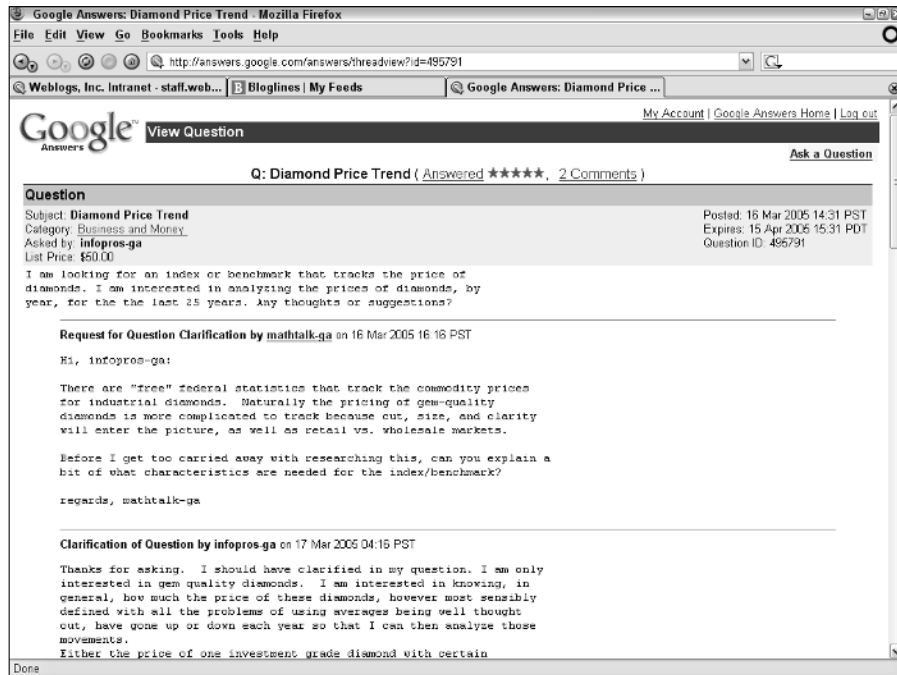 Google Answers: Diamond Price Trend - Mozilla Firefox
File Edit View Go Bookmarks Tools Help
http://answers.google.com/answers/threadview?id=495791
Weblogs, Inc. Intranet - staff.web... Bloglines | My Feeds Google Answers: Diamond Price ...
My Account | Google Answers Home | Log out
Google™ View Question
Answers
Ask a Question
Q: Diamond Price Trend ( Answered ★★★★★, 2 Comments )
Question
Subject: Diamond Price Trend Posted: 16 Mar 2005 14:31 PST
Category: Business and Money Expires: 15 Apr 2005 15:31 PDT
Asked by: infopros-ga Question ID: 495791
List Price: $50.00
I am looking for an index or benchmark that tracks the price of
diamonds. I am interested in analyzing the prices of diamonds, by
year, for the the last 25 years. Any thoughts or suggestions?
Request for Question Clarification by mathtalk-ga on 16 Mar 2005 16:16 PST
Hi, infopros-ga:
There are "free" federal statistics that track the commodity prices
for industrial diamonds. Naturally the pricing of gem-quality
diamonds is more complicated to track because cut, size, and clarity
will enter the picture, as well as retail vs. wholesale markets.
Before I get too carried away with researching this, can you explain a
bit of what characteristics are needed for the index/benchmark?
regards, mathtalk-ga
Clarification of Question by infopros-ga on 17 Mar 2005 04:16 PST
Thanks for asking. I should have clarified in my question. I am only
interested in gem quality diamonds. I am interested in knowing, in
general, how much the price of these diamonds, however most sensibly
defined with all the problems of using averages being well thought
out, have gone up or down each year so that I can then analyze those
movements.
Either the price of one investment grade diamond with certain
Done